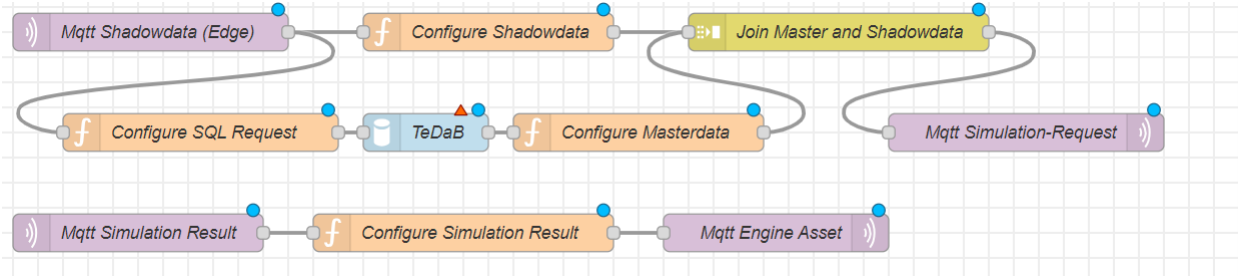 Mqtt Shadowdata (Edge)
Configure Shadowdata
Join Master and Shadowdata
Configure SQL Request
TeDaB
Configure Masterdata
Mqtt Simulation-Request
Mqtt Simulation Result
Configure Simulation Result
Mqtt Engine Asset